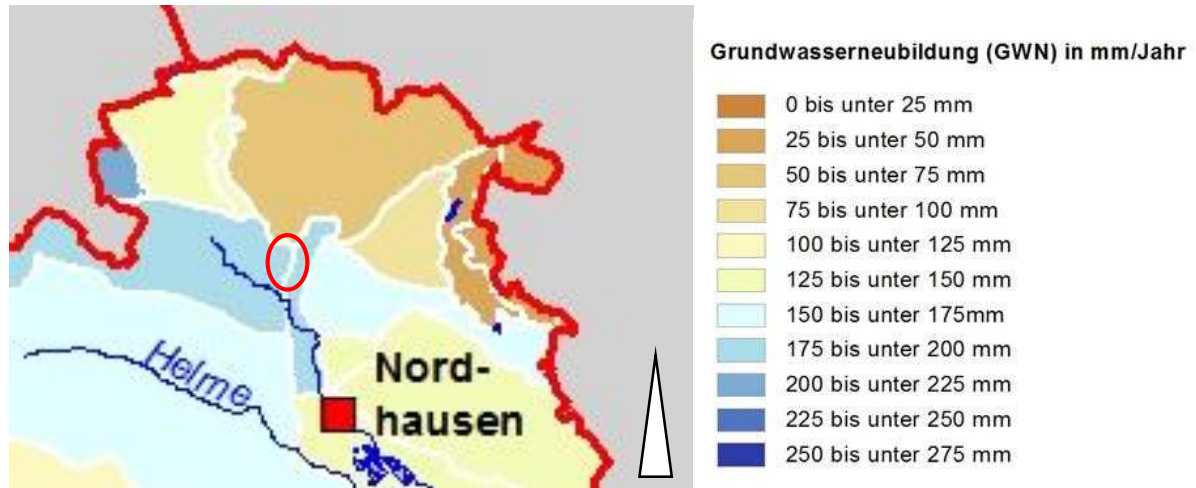 Helme
Nord-
hausen
Grundwasserneubildung (GWN) in mm/Jahr
0 bis unter 25 mm
25 bis unter 50 mm
50 bis unter 75 mm
75 bis unter 100 mm
100 bis unter 125 mm
125 bis unter 150 mm
150 bis unter 175mm
175 bis unter 200 mm
200 bis unter 225 mm
225 bis unter 250 mm
250 bis unter 275 mm